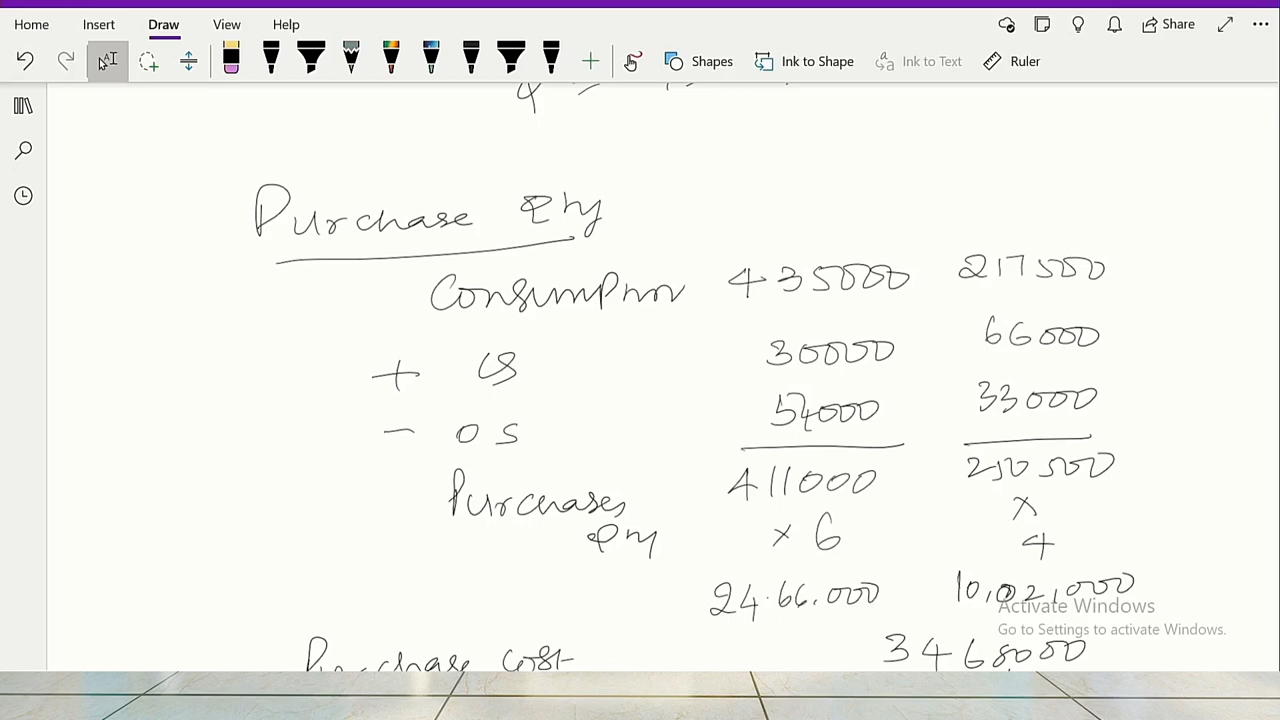 Home Insert Draw View Help Share
Shapes Ink to Shape Ink to Text Ruler
Purchase Qty
Consumption 435000 217500
+ CS 30000 66000
- OS 54000 33000
Purchases 411000 250500
Qty × 6 ×
4
24.66.000 10,02,000
Activate Windows
Go to Settings to activate Windows.
Purchase cost 3468000